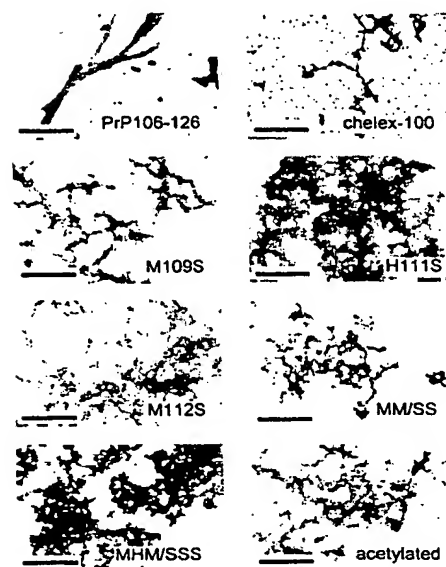 PrP106-126
chelex-100
M109S
H111S
M112S
MM/SS
MHM/SSS
acetylated